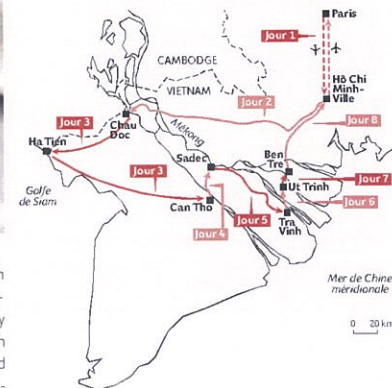 Paris
Jour 1
CAMBODGE
VIETNAM
Hô Chi
Minh-
Ville
Jour 2
Jour 8
Chau
Doc
Mékong
Jour 3
Ha Tien
Sadec
Ben
Tre
Jour 3
Golfe
de Siam
Ut Trinh
Jour 7
Can Tho
Jour 5
Jour 6
Jour 4
Tra
Vinh
Mer de Chine
méridionale
0 20 km